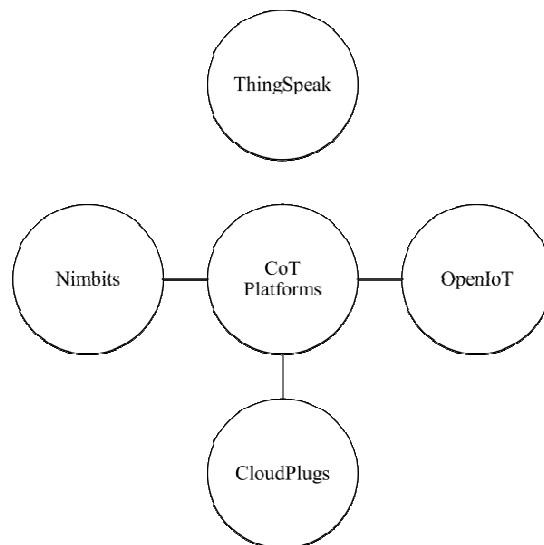 ThingSpeak
Nimbits
CoT
Platforms
OpenIoT
CloudPlugs